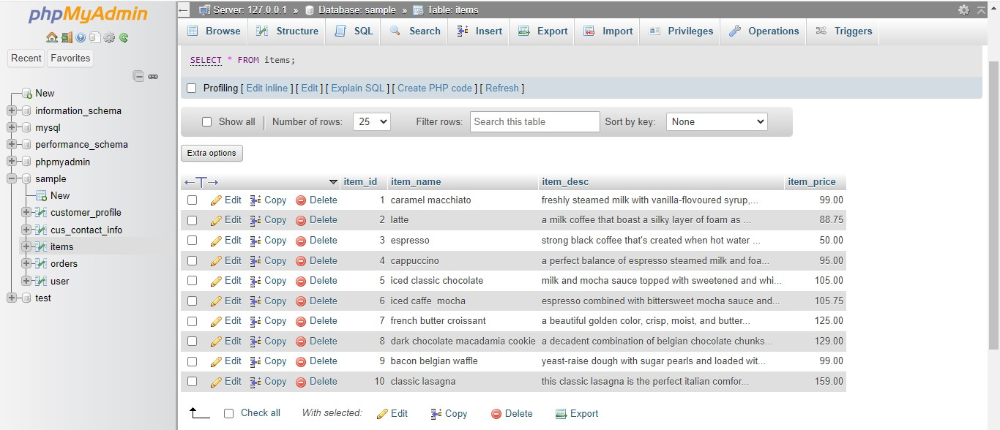 phpMyAdmin
Recent Favorites
New
information_schema
mysql
performance_schema
phpmyadmin
sample
New
customer_profile
cus_contact_info
items
orders
user
test
Server: 127.0.0.1 » Database: sample » Table: items
Browse Structure SQL Search Insert Export Import Privileges Operations Triggers
SELECT * FROM items;
Profiling [ Edit inline ] [ Edit ] [ Explain SQL ] [ Create PHP code ] [ Refresh ]
Show all | Number of rows: 25 Filter rows: Search this table Sort by key: None
Extra options
item_id item_name item_desc item_price
Edit Copy Delete 1 caramel macchiato freshly steamed milk with vanilla-flovoured syrup,... 99.00
Edit Copy Delete 2 latte a milk coffee that boast a silky layer of foam as ... 88.75
Edit Copy Delete 3 espresso strong black coffee that's created when hot water ... 50.00
Edit Copy Delete 4 cappuccino a perfect balance of espresso steamed milk and foa... 95.00
Edit Copy Delete 5 iced classic chocolate milk and mocha sauce topped with sweetened and whi... 105.00
Edit Copy Delete 6 iced caffe  mocha espresso combined with bittersweet mocha sauce and... 105.75
Edit Copy Delete 7 french butter croissant a beautiful golden color, crisp, moist, and butter... 125.00
Edit Copy Delete 8 dark chocolate macadamia cookie a decadent combination of belgian chocolate chunks... 129.00
Edit Copy Delete 9 bacon belgian waffle yeast-raise dough with sugar pearls and loaded wit... 99.00
Edit Copy Delete 10 classic lasagna this classic lasagna is the perfect italian comfor... 159.00
Check all With selected: Edit Copy Delete Export